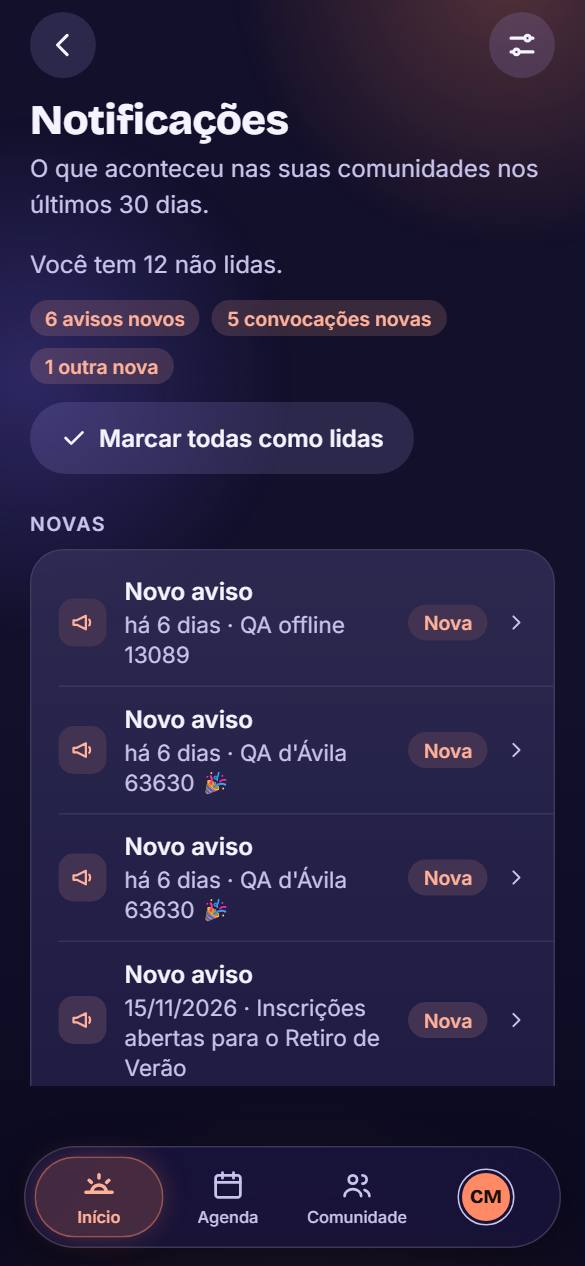 Notificações
O que aconteceu nas suas comunidades nos
últimos 30 dias.
Você tem 12 não lidas.
6 avisos novos
5 convocações novas
1 outra nova
Marcar todas como lidas
NOVAS
Novo aviso
há 6 dias · QA offline
13089
Nova
Novo aviso
há 6 dias · QA d'Ávila
63630 🎉
Nova
Novo aviso
há 6 dias · QA d'Ávila
63630 🎉
Nova
Novo aviso
15/11/2026 · Inscrições
abertas para o Retiro de
Verão
Nova
Início
Agenda
Comunidade
CM